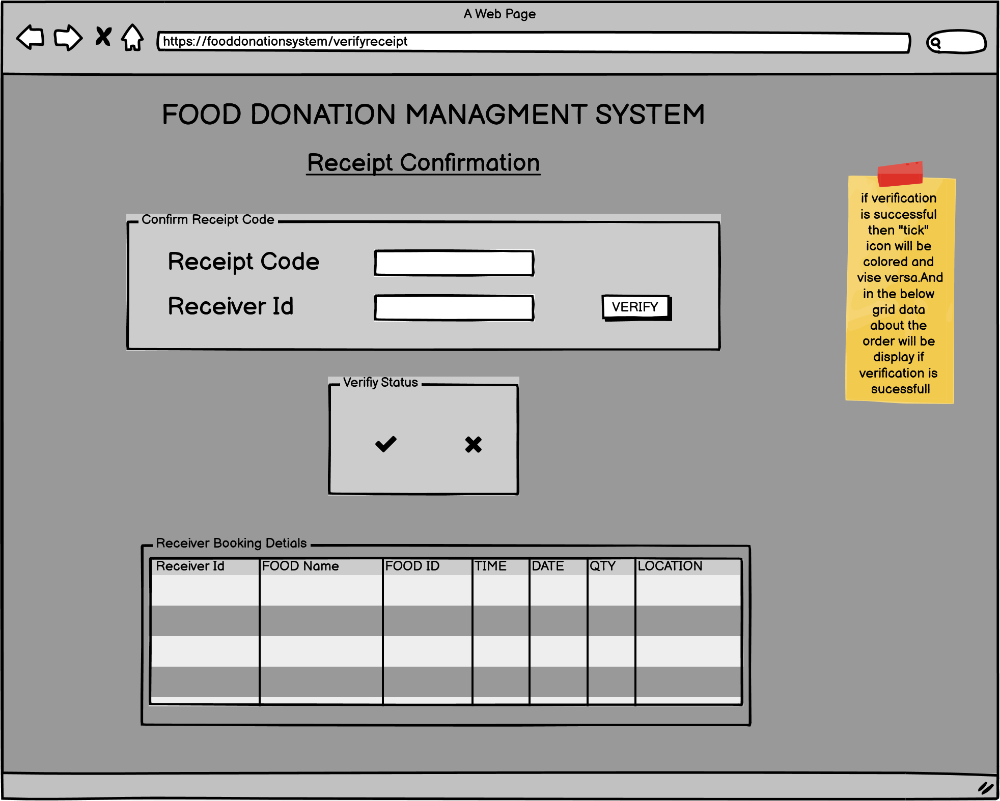 A Web Page
https://fooddonationsystem/verifyreceipt
FOOD DONATION MANAGMENT SYSTEM
Receipt Confirmation
if verification
is successful
then "tick"
icon will be
colored and
vise versa.And
in the below
grid data
about the
order will be
display if
verification is
sucessfull
Confirm Receipt Code
Receipt Code
Receiver Id
VERIFY
Verifiy Status
Receiver Booking Detials
Receiver Id FOOD Name FOOD ID TIME DATE QTY LOCATION